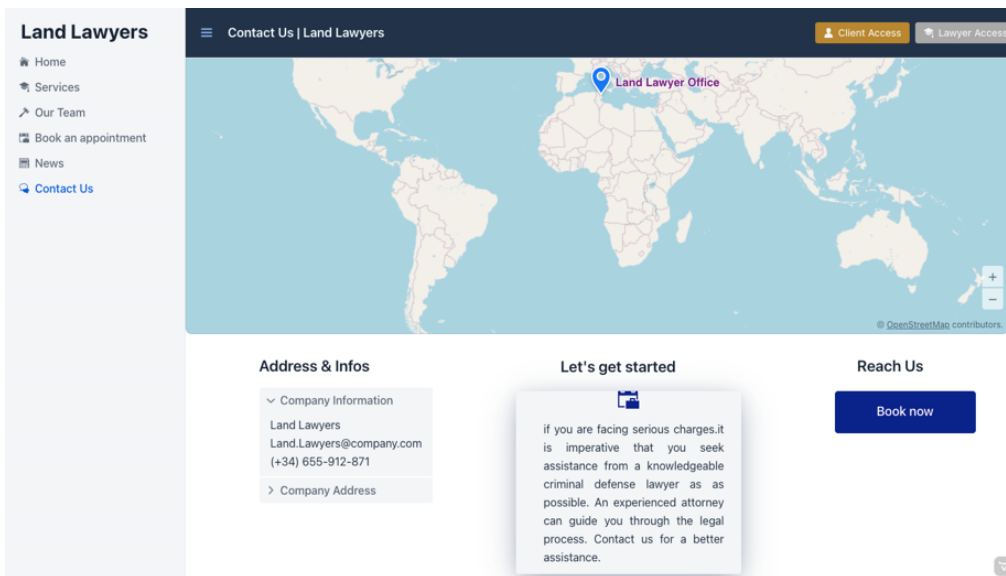 Land Lawyers
Home
Services
Our Team
Book an appointment
News
Contact Us
Contact Us | Land Lawyers
Client Access
Lawyer Access
Land Lawyer Office
+
−
© OpenStreetMap contributors.
Address & Infos
Company Information
Land Lawyers
Land.Lawyers@company.com
(+34) 655-912-871
Company Address
Let's get started
if you are facing serious charges.it
is imperative that you seek
assistance from a knowledgeable
criminal defense lawyer as as
possible. An experienced attorney
can guide you through the legal
process. Contact us for a better
assistance.
Reach Us
Book now